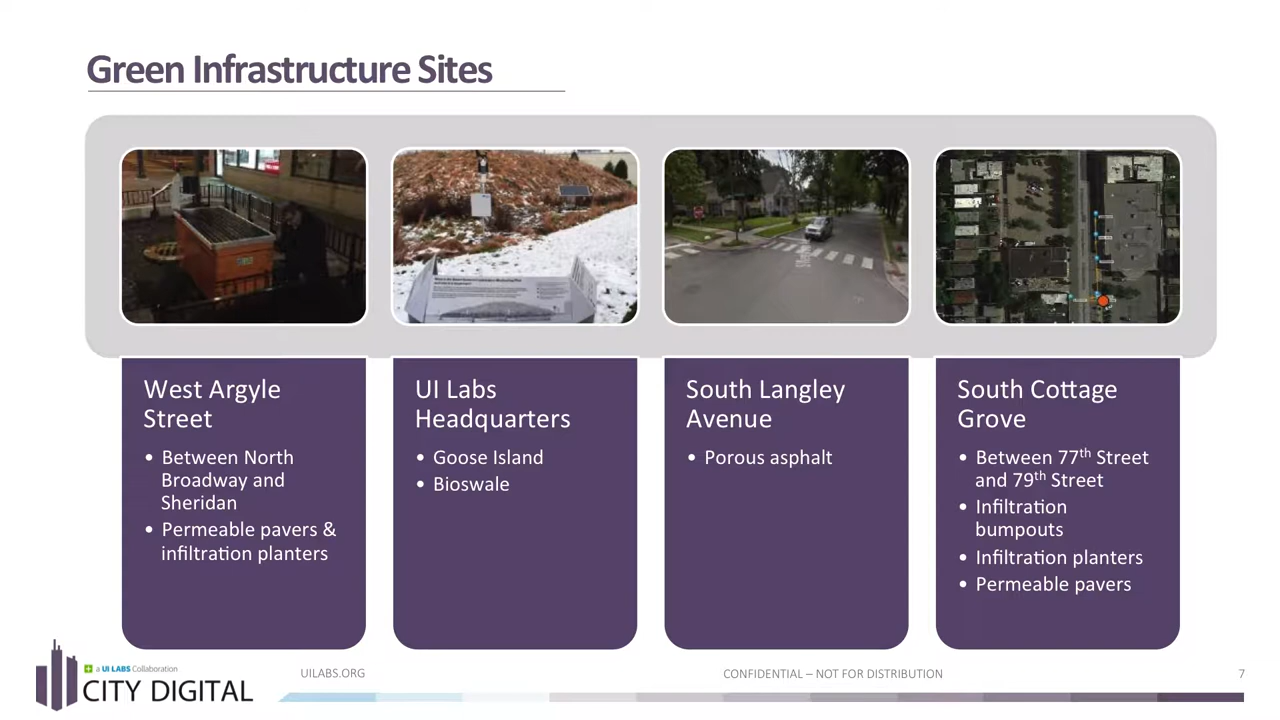 Green Infrastructure Sites
West Argyle
Street
• Between North
Broadway and
Sheridan
• Permeable pavers &
infiltration planters
UI Labs
Headquarters
• Goose Island
• Bioswale
South Langley
Avenue
• Porous asphalt
South Cottage
Grove
• Between 77th Street
and 79th Street
• Infiltration
bumpouts
• Infiltration planters
• Permeable pavers
a UI LABS Collaboration
CITY DIGITAL
UILABS.ORG
CONFIDENTIAL – NOT FOR DISTRIBUTION
7